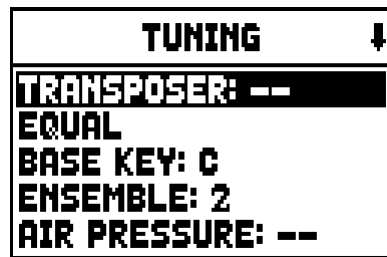 TUNING
TRANSPOSER: --
EQUAL
BASE KEY: C
ENSEMBLE: 2
AIR PRESSURE: --